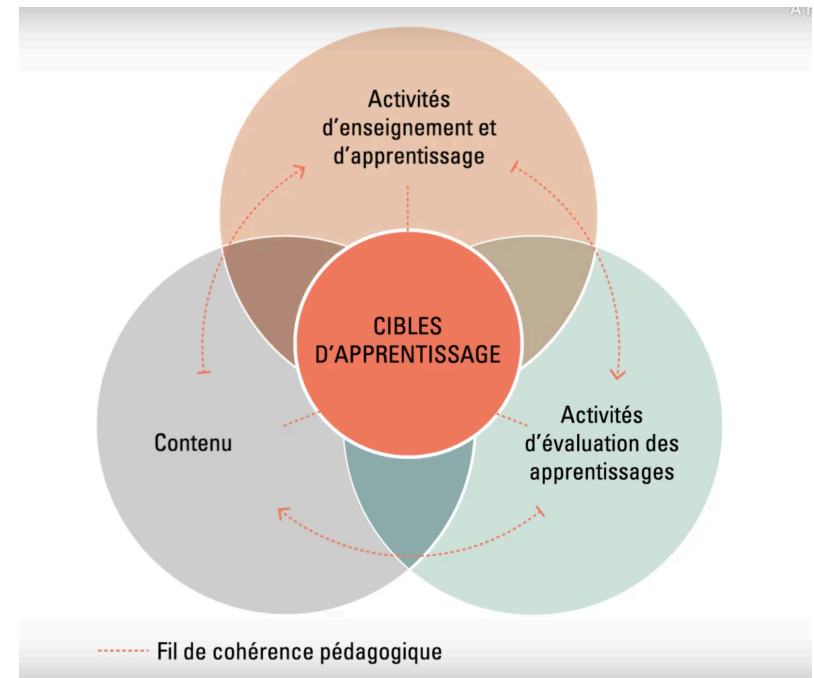 Activités
d'enseignement et
d'apprentissage
CIBLES
D'APPRENTISSAGE
Contenu
Activités
d'évaluation des
apprentissages
Fil de cohérence pédagogique